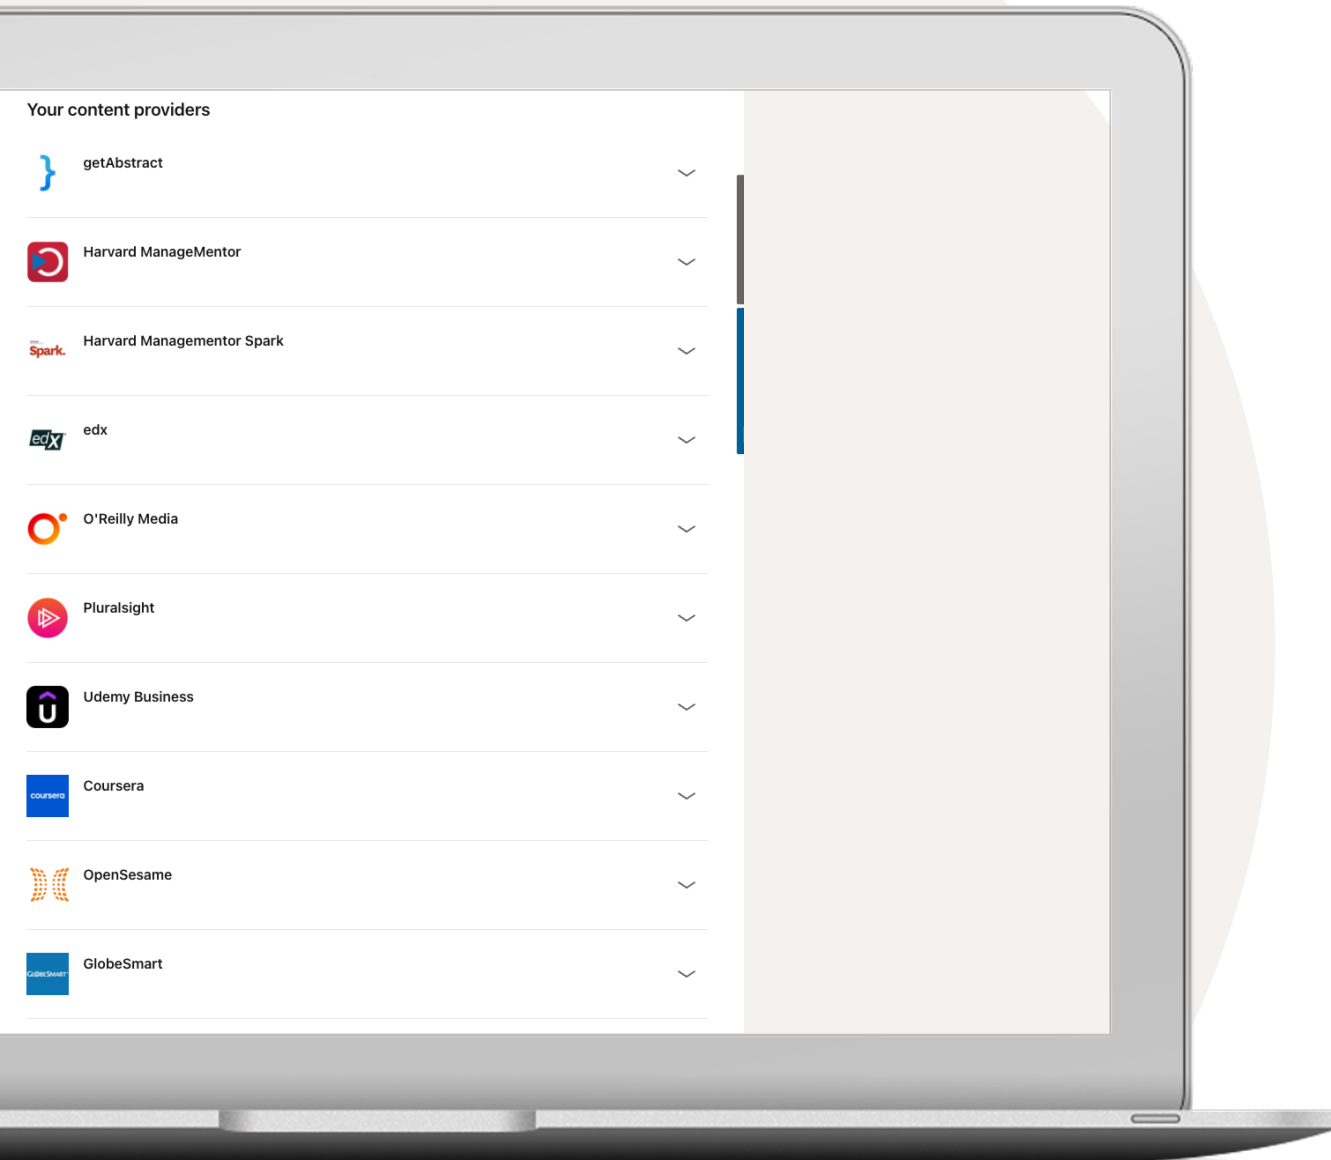 Your content providers
getAbstract
Harvard ManageMentor
Spark.
Harvard Managementor Spark
edX
edx
O'Reilly Media
Pluralsight
Udemy Business
coursera
Coursera
OpenSesame
GLOBESMART
GlobeSmart